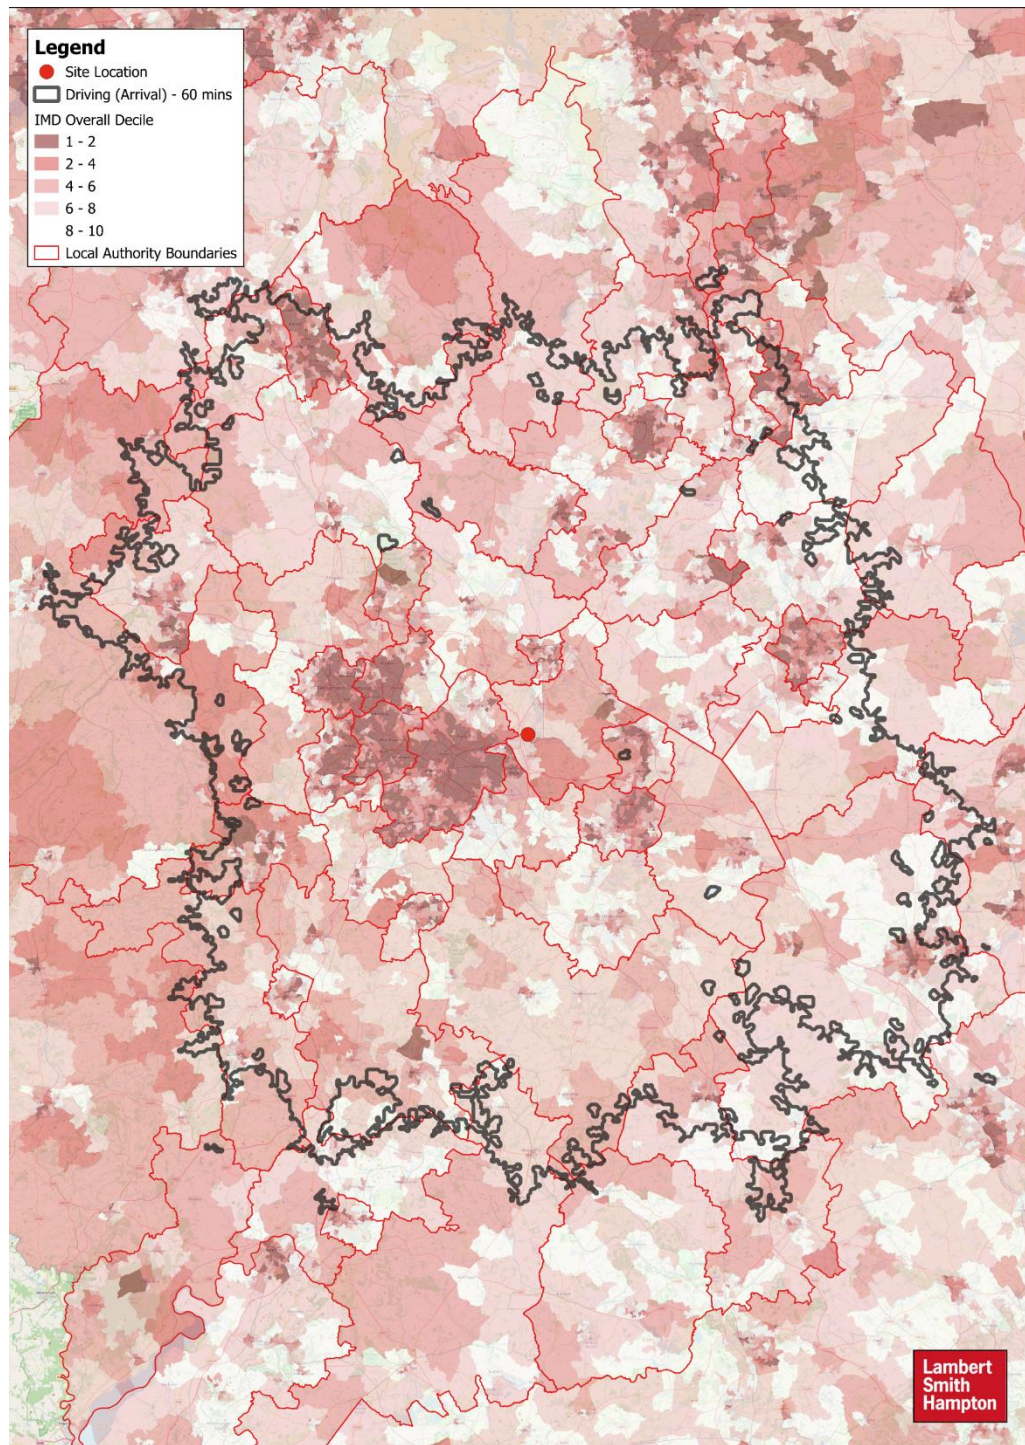 Legend
Site Location
Driving (Arrival) - 60 mins
IMD Overall Decile
1 - 2
2 - 4
4 - 6
6 - 8
8 - 10
Local Authority Boundaries
Lambert
Smith
Hampton